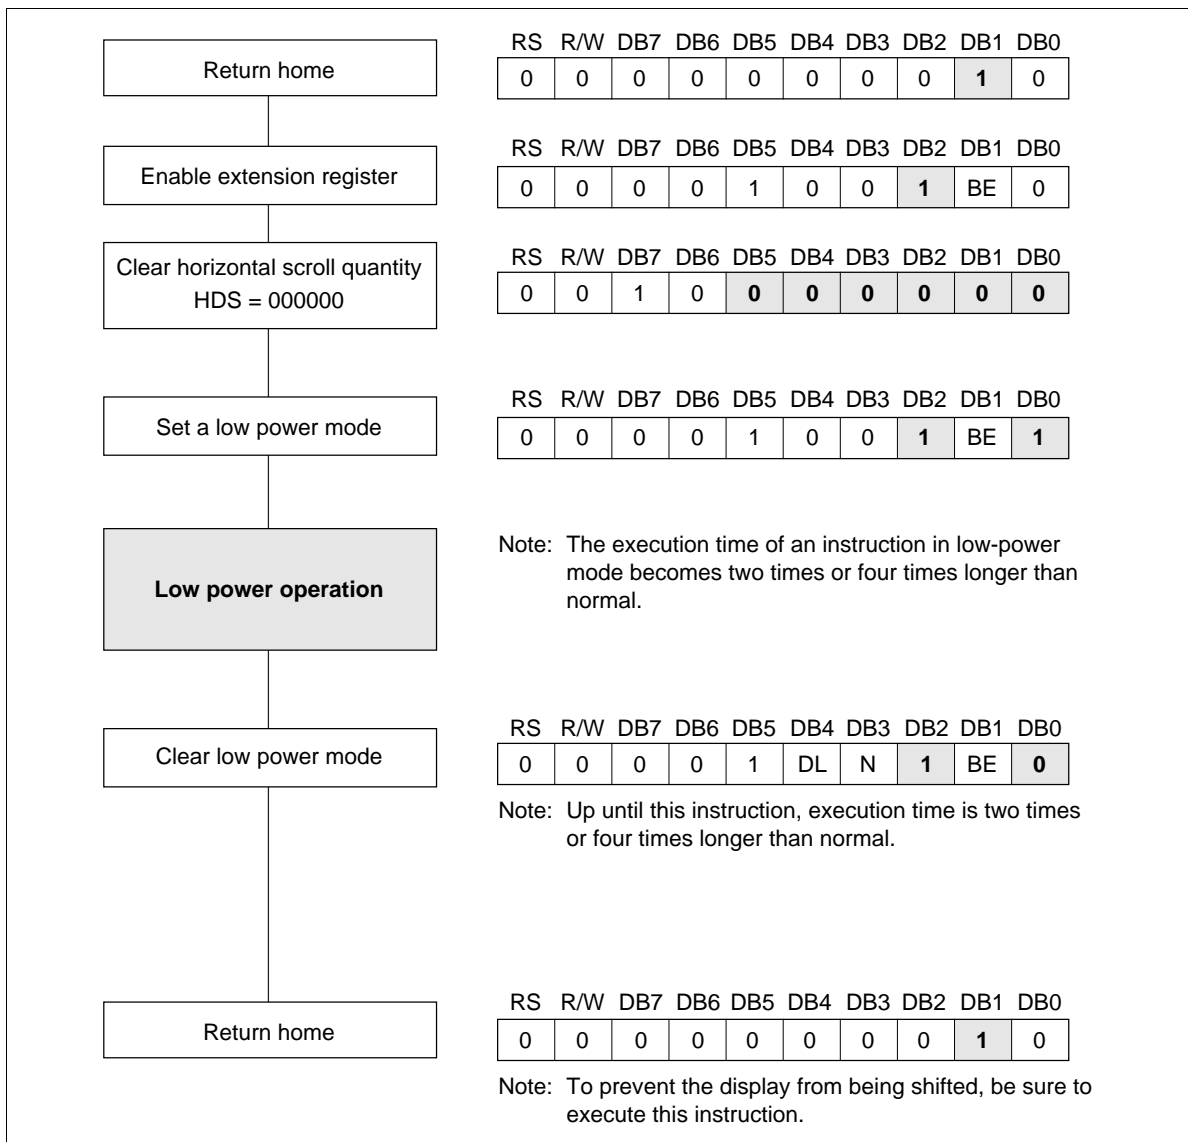 Return home
RS R/W DB7 DB6 DB5 DB4 DB3 DB2 DB1 DB0
0 0 0 0 0 0 0 0 1 0
Enable extension register
RS R/W DB7 DB6 DB5 DB4 DB3 DB2 DB1 DB0
0 0 0 0 1 0 0 1 BE 0
Clear horizontal scroll quantity
HDS = 000000
RS R/W DB7 DB6 DB5 DB4 DB3 DB2 DB1 DB0
0 0 1 0 0 0 0 0 0 0
Set a low power mode
RS R/W DB7 DB6 DB5 DB4 DB3 DB2 DB1 DB0
0 0 0 0 1 0 0 1 BE 1
Low power operation
Note: The execution time of an instruction in low-power
mode becomes two times or four times longer than
normal.
Clear low power mode
RS R/W DB7 DB6 DB5 DB4 DB3 DB2 DB1 DB0
0 0 0 0 1 DL N 1 BE 0
Note: Up until this instruction, execution time is two times
or four times longer than normal.
Return home
RS R/W DB7 DB6 DB5 DB4 DB3 DB2 DB1 DB0
0 0 0 0 0 0 0 0 1 0
Note: To prevent the display from being shifted, be sure to
execute this instruction.